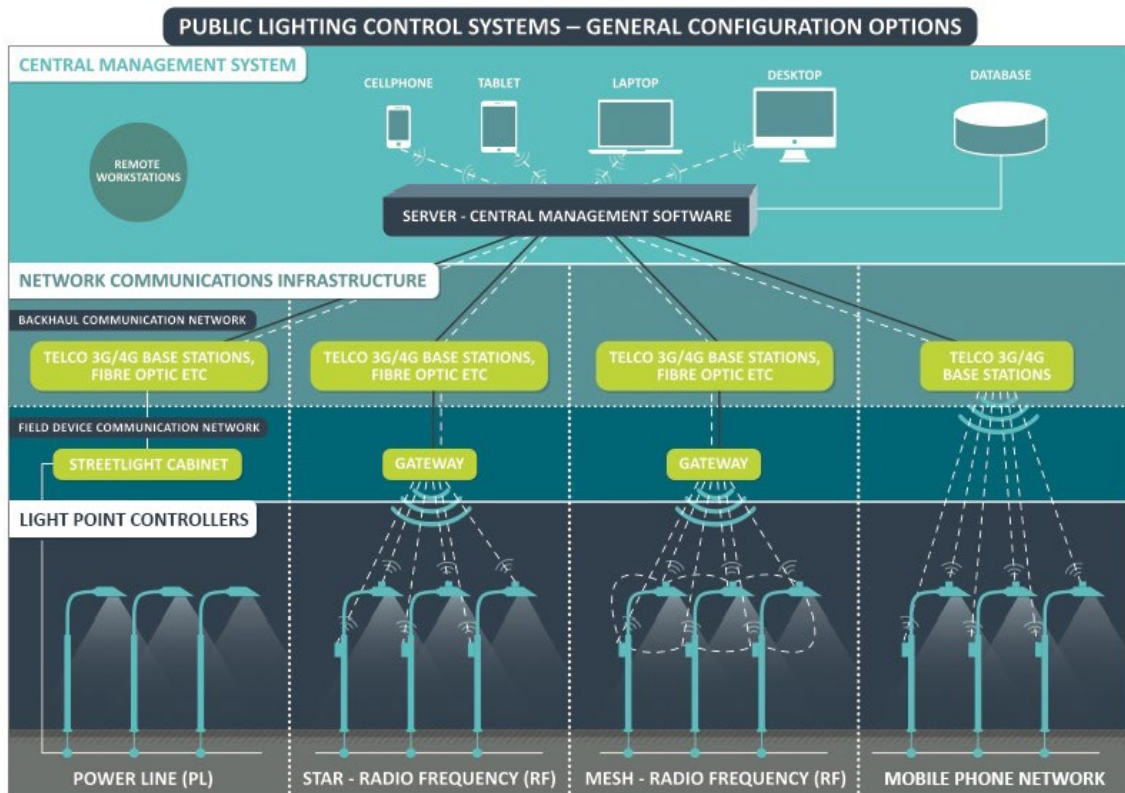 PUBLIC LIGHTING CONTROL SYSTEMS – GENERAL CONFIGURATION OPTIONS
CENTRAL MANAGEMENT SYSTEM
CELLPHONE
TABLET
LAPTOP
DESKTOP
DATABASE
REMOTE
WORKSTATIONS
SERVER - CENTRAL MANAGEMENT SOFTWARE
NETWORK COMMUNICATIONS INFRASTRUCTURE
BACKHAUL COMMUNICATION NETWORK
TELCO 3G/4G BASE STATIONS,
FIBRE OPTIC ETC
TELCO 3G/4G BASE STATIONS,
FIBRE OPTIC ETC
TELCO 3G/4G BASE STATIONS,
FIBRE OPTIC ETC
TELCO 3G/4G
BASE STATIONS
FIELD DEVICE COMMUNICATION NETWORK
STREETLIGHT CABINET
GATEWAY
GATEWAY
LIGHT POINT CONTROLLERS
POWER LINE (PL)
STAR - RADIO FREQUENCY (RF)
MESH - RADIO FREQUENCY (RF)
MOBILE PHONE NETWORK